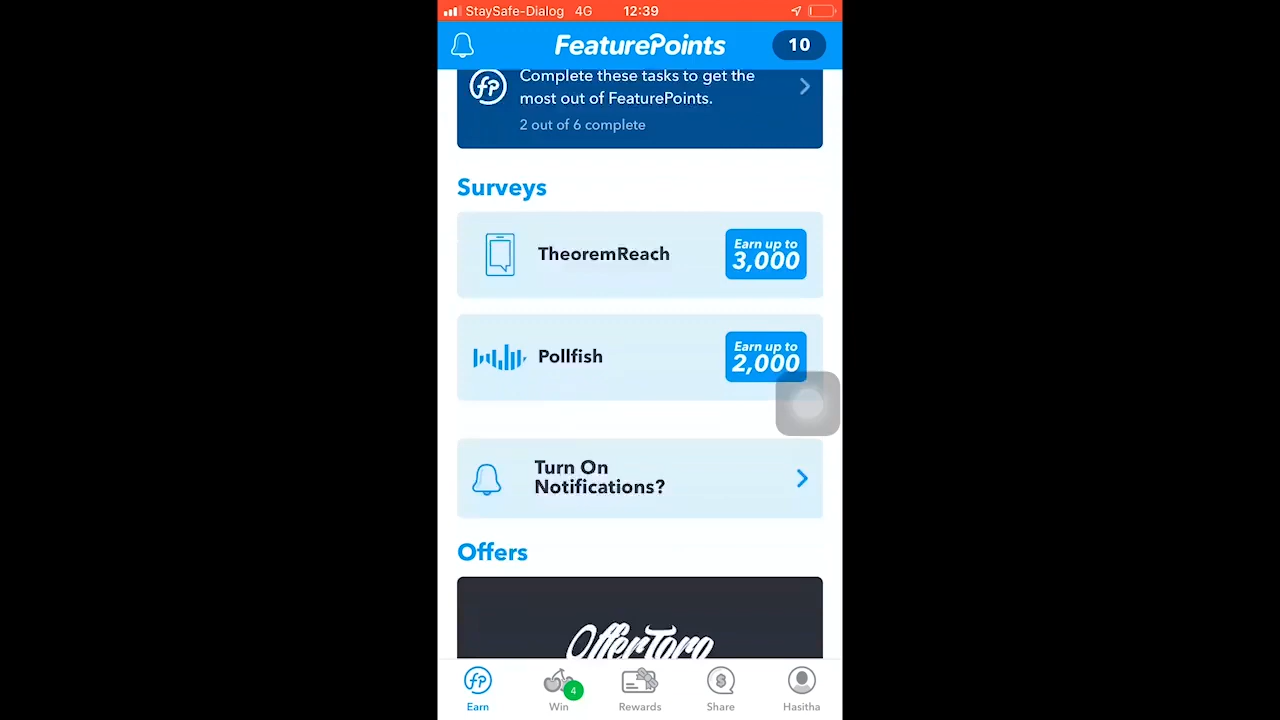 StaySafe-Dialog 4G 12:39
FeaturePoints 10
Complete these tasks to get the
most out of FeaturePoints.
fP
2 out of 6 complete
Surveys
TheoremReach
Earn up to
3,000
Pollfish
Earn up to
2,000
Turn On
Notifications?
Offers
OfferToro
fP
4
$
Earn Win Rewards Share Hasitha